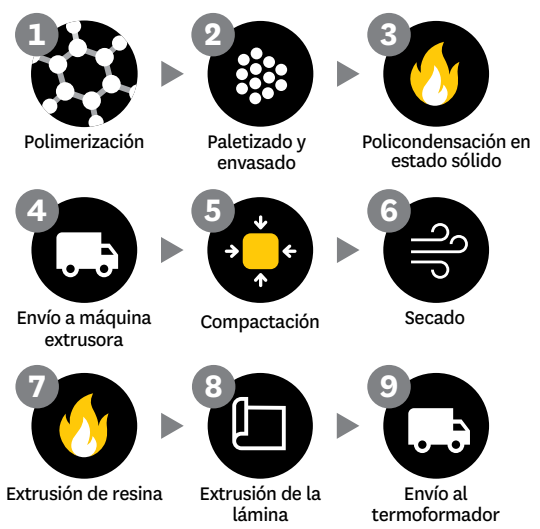 1
2
3
Polimerización
Paletizado y
envasado
Policondensación en
estado sólido
4
5
6
Envío a máquina
extrusora
Compactación
Secado
7
8
9
Extrusión de resina
Extrusión de la
lámina
Envío al
termoformador